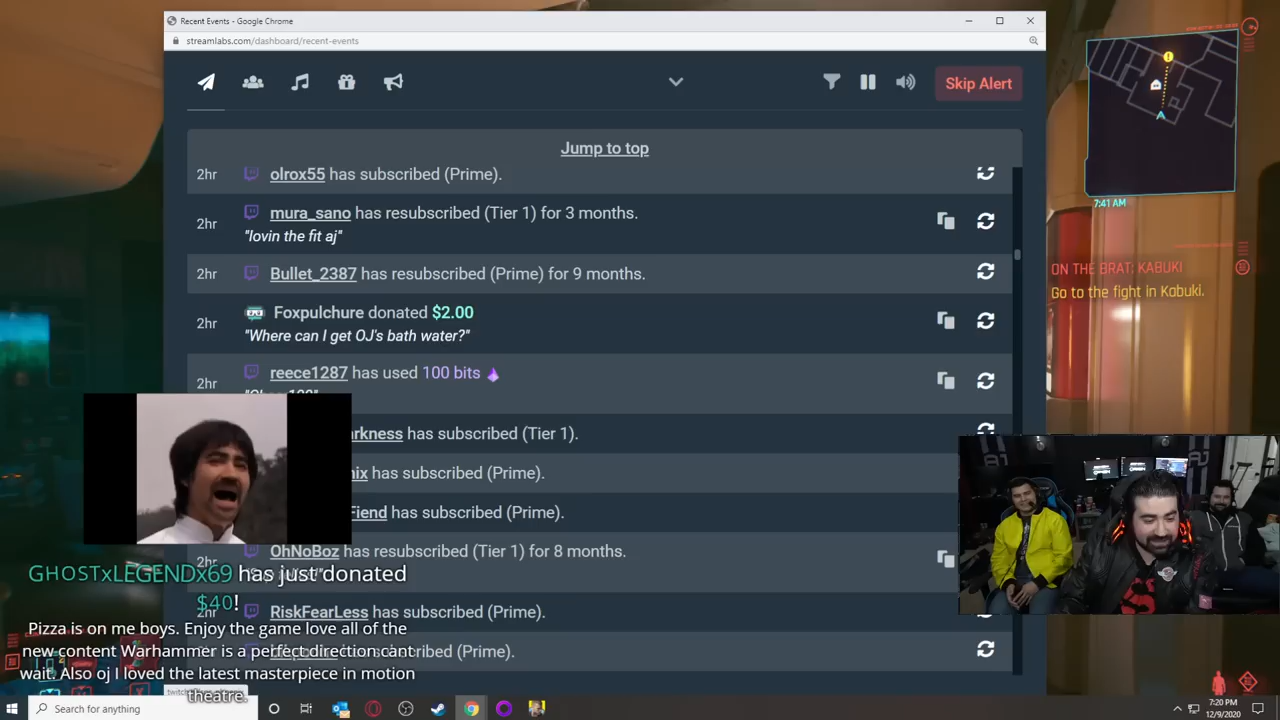 Recent Events - Google Chrome
streamlabs.com/dashboard/recent-events
Skip Alert
Jump to top
2hr olrox55 has subscribed (Prime).
2hr mura_sano has resubscribed (Tier 1) for 3 months.
"lovin the fit aj"
2hr Bullet_2387 has resubscribed (Prime) for 9 months.
2hr Foxpulchure donated $2.00
"Where can I get OJ's bath water?"
2hr reece1287 has used 100 bits
arkness has subscribed (Tier 1).
nix has subscribed (Prime).
Fiend has subscribed (Prime).
2hr OhNoBoz has resubscribed (Tier 1) for 8 months.
RiskFearLess has subscribed (Prime).
subscribed (Prime).
7:41 AM
ON THE BRAT: KABUKI
Go to the fight in Kabuki.
GHOSTxLEGENDx69 has just donated
$40!
Pizza is on me boys. Enjoy the game love all of the
new content Warhammer is a perfect direction cant
wait. Also oj I loved the latest masterpiece in motion
theatre.
Search for anything
7:20 PM
12/9/2020